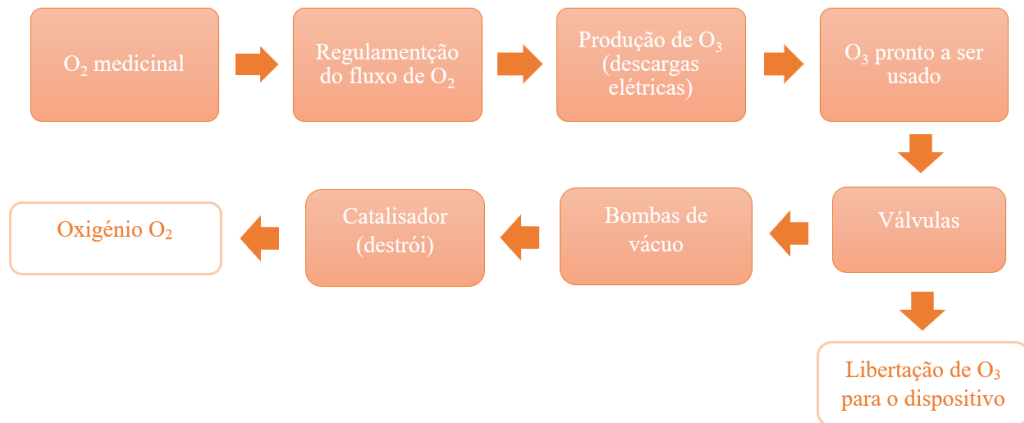 O₂ medicinal
Regulamentção
do fluxo de O₂
Produção de O₃
(descargas
elétricas)
O₃ pronto a ser
usado
Oxigénio O₂
Catalisador
(destrói)
Bombas de
vácuo
Válvulas
Libertação de O₃
para o dispositivo